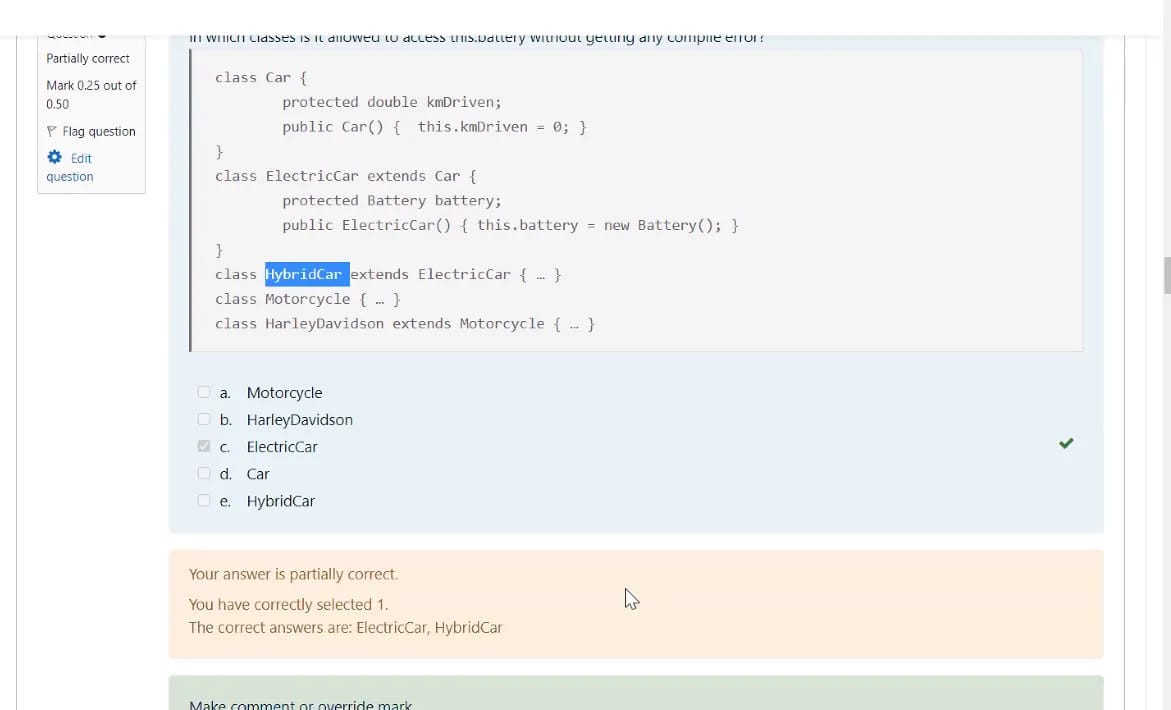 Question
Partially correct
Mark 0.25 out of
0.50
Flag question
Edit
question
In which classes is it allowed to access this.battery without getting any compile error?
class Car {
protected double kmDriven;
public Car() { this.kmDriven = 0; }
}
class ElectricCar extends Car {
protected Battery battery;
public ElectricCar() { this.battery = new Battery(); }
}
class HybridCar extends ElectricCar { … }
class Motorcycle { … }
class HarleyDavidson extends Motorcycle { … }
a. Motorcycle
b. HarleyDavidson
c. ElectricCar
d. Car
e. HybridCar
Your answer is partially correct.
You have correctly selected 1.
The correct answers are: ElectricCar, HybridCar
Make comment or override mark